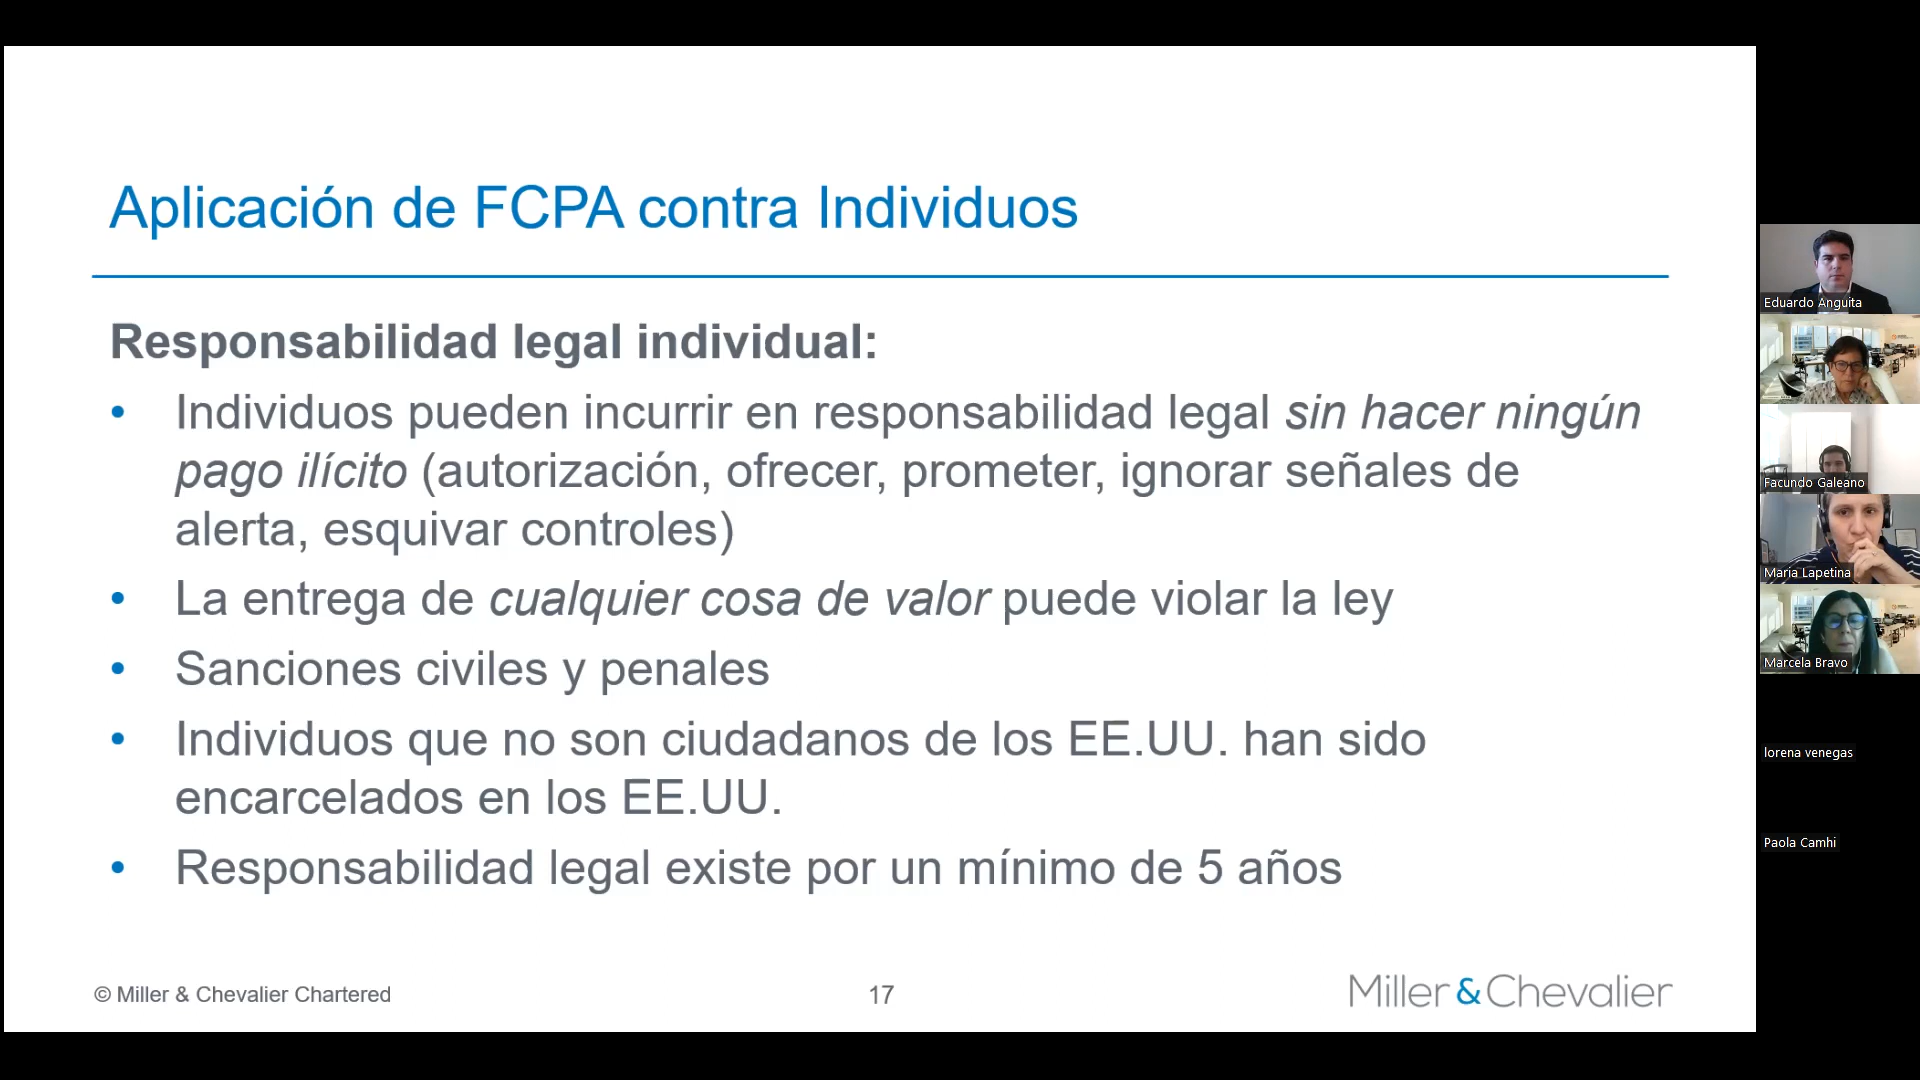 Aplicación de FCPA contra Individuos
Responsabilidad legal individual:
• Individuos pueden incurrir en responsabilidad legal sin hacer ningún
pago ilícito (autorización, ofrecer, prometer, ignorar señales de
alerta, esquivar controles)
• La entrega de cualquier cosa de valor puede violar la ley
• Sanciones civiles y penales
• Individuos que no son ciudadanos de los EE.UU. han sido
encarcelados en los EE.UU.
• Responsabilidad legal existe por un mínimo de 5 años
© Miller & Chevalier Chartered
17
Miller & Chevalier
Eduardo Anguita
Facundo Galeano
María Lapetina
Marcela Bravo
lorena venegas
Paola Camhi